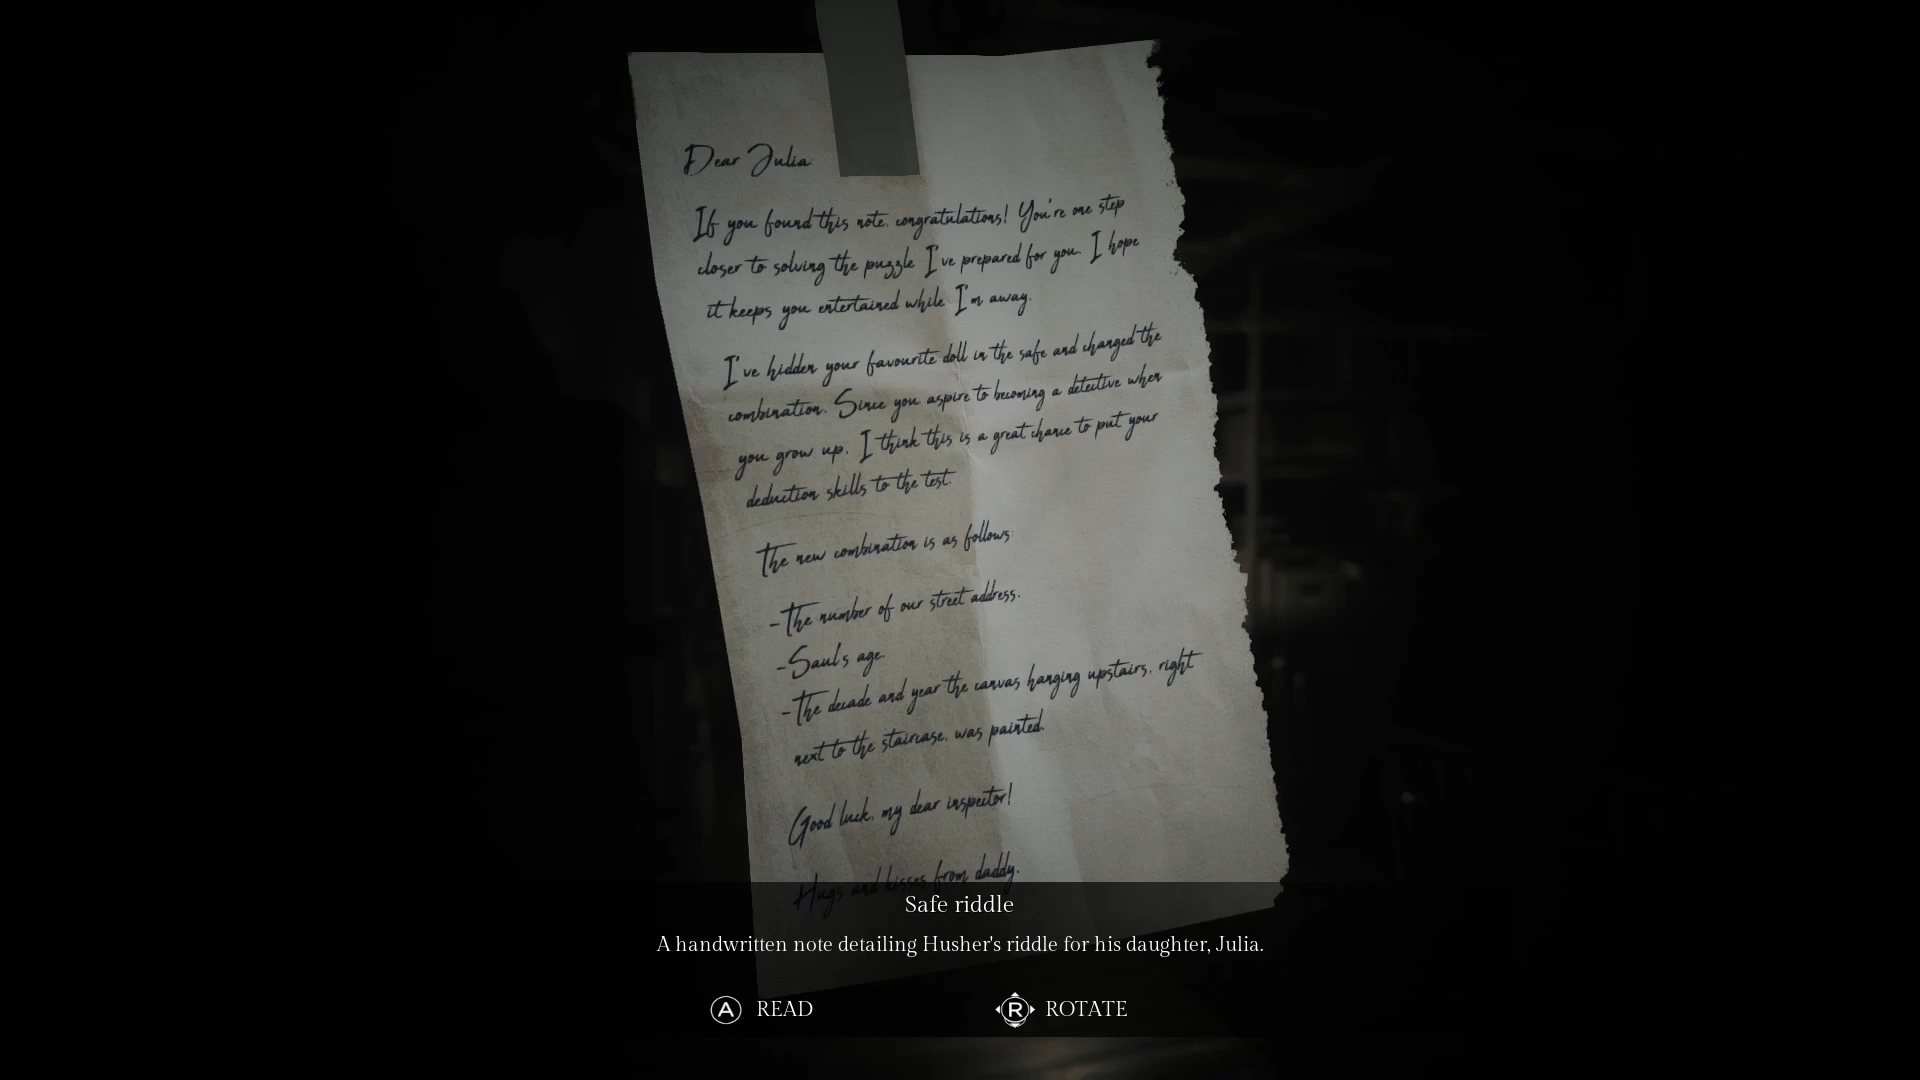 Dear Julia:
If you found this note, congratulations! You're one step
closer to solving the puzzle I've prepared for you. I hope
it keeps you entertained while I'm away.
I've hidden your favourite doll in the safe and changed the
combination. Since you aspire to becoming a detective when
you grow up, I think this is a great chance to put your
deduction skills to the test.
The new combination is as follows:
-The number of our street address.
-Saul's age.
-The decade and year the canvas hanging upstairs, right
next to the staircase, was painted.
Good luck, my dear inspector!
Hugs and kisses from daddy.
Safe riddle
A handwritten note detailing Husher's riddle for his daughter, Julia.
A READ
R ROTATE